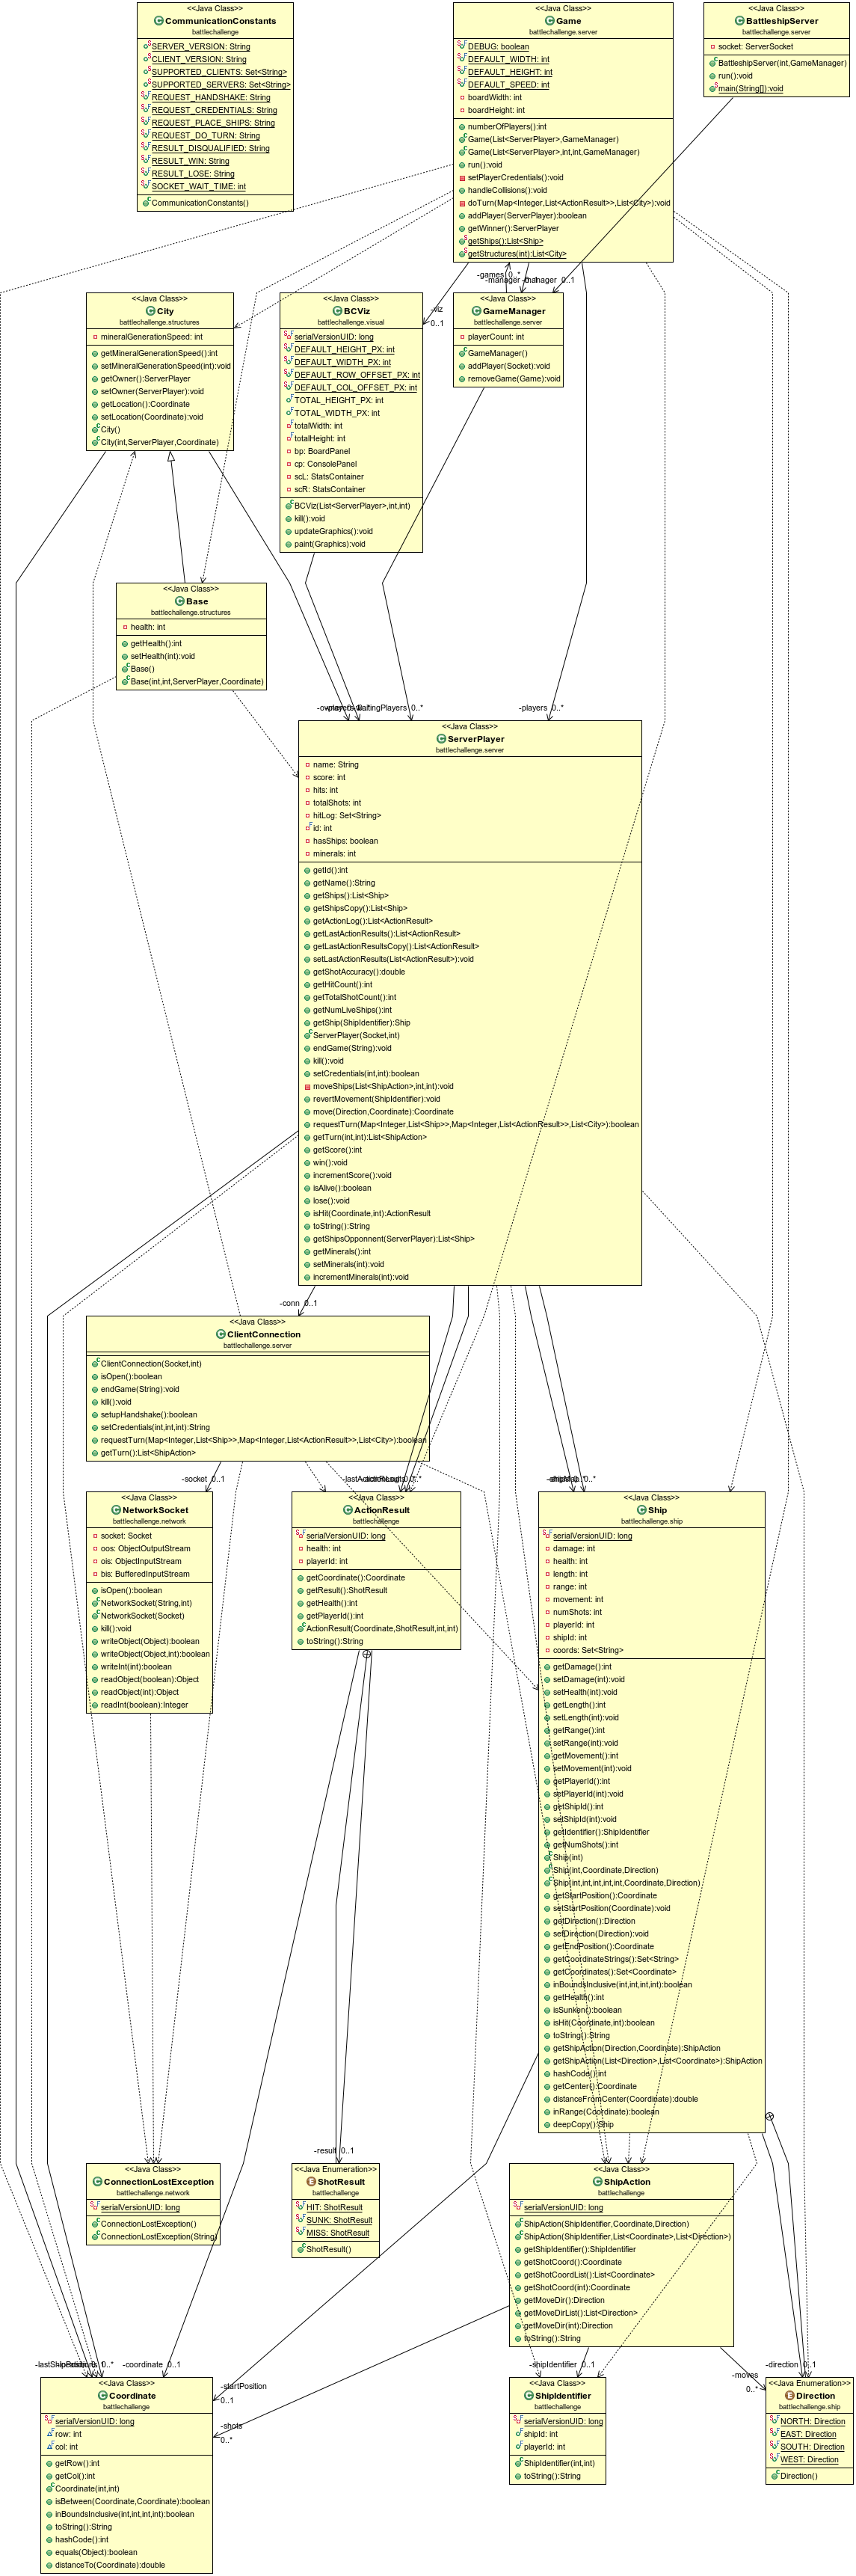 <<Java Class>>
CommunicationConstants
battlechallenge
SERVER_VERSION: String
CLIENT_VERSION: String
SUPPORTED_CLIENTS: Set<String>
SUPPORTED_SERVERS: Set<String>
REQUEST_HANDSHAKE: String
REQUEST_CREDENTIALS: String
REQUEST_PLACE_SHIPS: String
REQUEST_DO_TURN: String
RESULT_DISQUALIFIED: String
RESULT_WIN: String
RESULT_LOSE: String
SOCKET_WAIT_TIME: int
CommunicationConstants()
<<Java Class>>
Game
battlechallenge.server
DEBUG: boolean
DEFAULT_WIDTH: int
DEFAULT_HEIGHT: int
DEFAULT_SPEED: int
boardWidth: int
boardHeight: int
numberOfPlayers():int
Game(List<ServerPlayer>,GameManager)
Game(List<ServerPlayer>,int,int,GameManager)
run():void
setPlayerCredentials():void
handleCollisions():void
doTurn(Map<Integer,List<ActionResult>>,List<City>):void
addPlayer(ServerPlayer):boolean
getWinner():ServerPlayer
getShips():List<Ship>
getStructures(int):List<City>
<<Java Class>>
BattleshipServer
battlechallenge.server
socket: ServerSocket
BattleshipServer(int,GameManager)
run():void
main(String[]):void
-games 0..*
-manager 0..1
<<Java Class>>
City
battlechallenge.structures
mineralGenerationSpeed: int
getMineralGenerationSpeed():int
setMineralGenerationSpeed(int):void
getOwner():ServerPlayer
setOwner(ServerPlayer):void
getLocation():Coordinate
setLocation(Coordinate):void
City()
City(int,ServerPlayer,Coordinate)
<<Java Class>>
BCViz
battlechallenge.visual
serialVersionUID: long
DEFAULT_HEIGHT_PX: int
DEFAULT_WIDTH_PX: int
DEFAULT_ROW_OFFSET_PX: int
DEFAULT_COL_OFFSET_PX: int
TOTAL_HEIGHT_PX: int
TOTAL_WIDTH_PX: int
totalWidth: int
totalHeight: int
bp: BoardPanel
cp: ConsolePanel
scL: StatsContainer
scR: StatsContainer
BCViz(List<ServerPlayer>,int,int)
kill():void
updateGraphics():void
paint(Graphics):void
-viz
0..1
<<Java Class>>
GameManager
battlechallenge.server
playerCount: int
GameManager()
addPlayer(Socket):void
removeGame(Game):void
<<Java Class>>
Base
battlechallenge.structures
health: int
getHealth():int
setHealth(int):void
Base()
Base(int,int,ServerPlayer,Coordinate)
0..*
-players 0..*
<<Java Class>>
ServerPlayer
battlechallenge.server
name: String
score: int
hits: int
totalShots: int
hitLog: Set<String>
id: int
hasShips: boolean
minerals: int
getId():int
getName():String
getShips():List<Ship>
getShipsCopy():List<Ship>
getActionLog():List<ActionResult>
getLastActionResults():List<ActionResult>
getLastActionResultsCopy():List<ActionResult>
setLastActionResults(List<ActionResult>):void
getShotAccuracy():double
getHitCount():int
getTotalShotCount():int
getNumLiveShips():int
getShip(ShipIdentifier):Ship
ServerPlayer(Socket,int)
endGame(String):void
kill():void
setCredentials(int,int):boolean
moveShips(List<ShipAction>,int,int):void
revertMovement(ShipIdentifier):void
move(Direction,Coordinate):Coordinate
requestTurn(Map<Integer,List<Ship>>,Map<Integer,List<ActionResult>>,List<City>):boolean
getTurn(int,int):List<ShipAction>
getScore():int
win():void
incrementScore():void
isAlive():boolean
lose():void
isHit(Coordinate,int):ActionResult
toString():String
getShipsOpponnent(ServerPlayer):List<Ship>
getMinerals():int
setMinerals(int):void
incrementMinerals(int):void
-conn 0..1
<<Java Class>>
ClientConnection
battlechallenge.server
ClientConnection(Socket,int)
isOpen():boolean
endGame(String):void
kill():void
setupHandshake():boolean
setCredentials(int,int,int):String
requestTurn(Map<Integer,List<Ship>>,Map<Integer,List<ActionResult>>,List<City>):boolean
getTurn():List<ShipAction>
-socket 0..1
0..*
<<Java Class>>
NetworkSocket
battlechallenge.network
socket: Socket
oos: ObjectOutputStream
ois: ObjectInputStream
bis: BufferedInputStream
isOpen():boolean
NetworkSocket(String,int)
NetworkSocket(Socket)
kill():void
writeObject(Object):boolean
writeObject(Object,int):boolean
writeInt(int):boolean
readObject(boolean):Object
readObject(int):Object
readInt(boolean):Integer
<<Java Class>>
ActionResult
battlechallenge
serialVersionUID: long
health: int
playerId: int
getCoordinate():Coordinate
getResult():ShotResult
getHealth():int
getPlayerId():int
ActionResult(Coordinate,ShotResult,int,int)
toString():String
<<Java Class>>
Ship
battlechallenge.ship
serialVersionUID: long
damage: int
health: int
length: int
range: int
movement: int
numShots: int
playerId: int
shipId: int
coords: Set<String>
getDamage():int
setDamage(int):void
setHealth(int):void
getLength():int
setLength(int):void
getRange():int
setRange(int):void
getMovement():int
setMovement(int):void
getPlayerId():int
setPlayerId(int):void
getShipId():int
setShipId(int):void
getIdentifier():ShipIdentifier
getNumShots():int
Ship(int)
Ship(int,Coordinate,Direction)
Ship(int,int,int,int,int,Coordinate,Direction)
getStartPosition():Coordinate
setStartPosition(Coordinate):void
getDirection():Direction
setDirection(Direction):void
getEndPosition():Coordinate
getCoordinateStrings():Set<String>
getCoordinates():Set<Coordinate>
inBoundsInclusive(int,int,int,int):boolean
getHealth():int
isSunken():boolean
isHit(Coordinate,int):boolean
toString():String
getShipAction(Direction,Coordinate):ShipAction
getShipAction(List<Direction>,List<Coordinate>):ShipAction
hashCode():int
getCenter():Coordinate
distanceFromCenter(Coordinate):double
inRange(Coordinate):boolean
deepCopy():Ship
-result 0..1
<<Java Class>>
ConnectionLostException
battlechallenge.network
serialVersionUID: long
ConnectionLostException()
ConnectionLostException(String)
<<Java Enumeration>>
ShotResult
battlechallenge
HIT: ShotResult
SUNK: ShotResult
MISS: ShotResult
ShotResult()
<<Java Class>>
ShipAction
battlechallenge
serialVersionUID: long
ShipAction(ShipIdentifier,Coordinate,Direction)
ShipAction(ShipIdentifier,List<Coordinate>,List<Direction>)
getShipIdentifier():ShipIdentifier
getShotCoord():Coordinate
getShotCoordList():List<Coordinate>
getShotCoord(int):Coordinate
getMoveDir():Direction
getMoveDirList():List<Direction>
getMoveDir(int):Direction
toString():String
-coordinate 0..1
-shipIdentifier 0..1
-direction 0..1
-startPosition
0..1
-moves
0..*
-shots
0..*
<<Java Class>>
Coordinate
battlechallenge
serialVersionUID: long
row: int
col: int
getRow():int
getCol():int
Coordinate(int,int)
isBetween(Coordinate,Coordinate):boolean
inBoundsInclusive(int,int,int,int):boolean
toString():String
hashCode():int
equals(Object):boolean
distanceTo(Coordinate):double
<<Java Class>>
ShipIdentifier
battlechallenge
serialVersionUID: long
shipId: int
playerId: int
ShipIdentifier(int,int)
toString():String
<<Java Enumeration>>
Direction
battlechallenge.ship
NORTH: Direction
EAST: Direction
SOUTH: Direction
WEST: Direction
Direction()